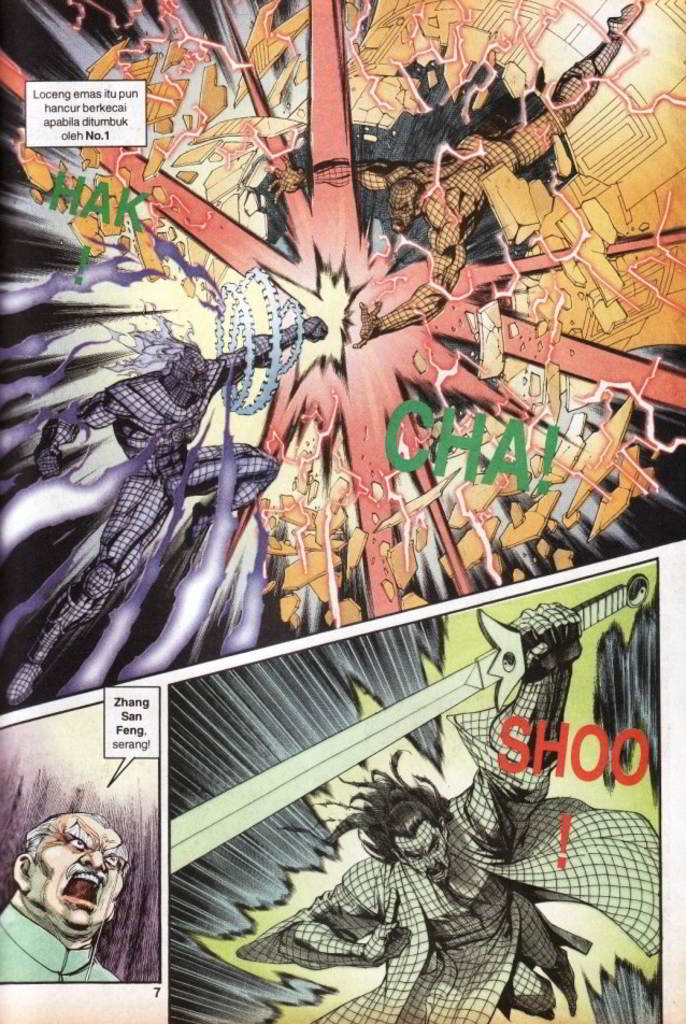 Loceng emas itu pun
hancur berkecai
apabila ditumbuk
oleh No.1
HAK
!
CHA!
Zhang
San
Feng,
serang!
SHOO
!
7